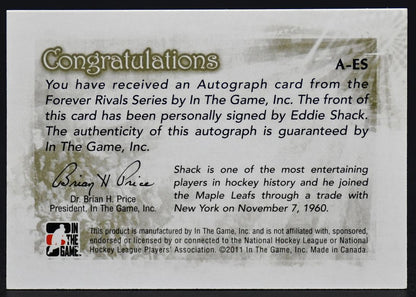 Congratulations
A-ES
You have received an Autograph card from the
Forever Rivals Series by In The Game, Inc. The front of
this card has been personally signed by Eddie Shack.
The authenticity of this autograph is guaranteed by
In The Game, Inc.
Brian H Price
Dr. Brian H. Price
President, In The Game, Inc.
Shack is one of the most entertaining
players in hockey history and he joined
the Maple Leafs through a trade with
New York on November 7, 1960.
IN
THE
GAME
This product is manufactured by In The Game, Inc. and is not affiliated with, sponsored,
endorsed or licensed by or connected to the National Hockey League or National
Hockey League Players' Association. ©2011 In The Game, Inc. Made in Canada.